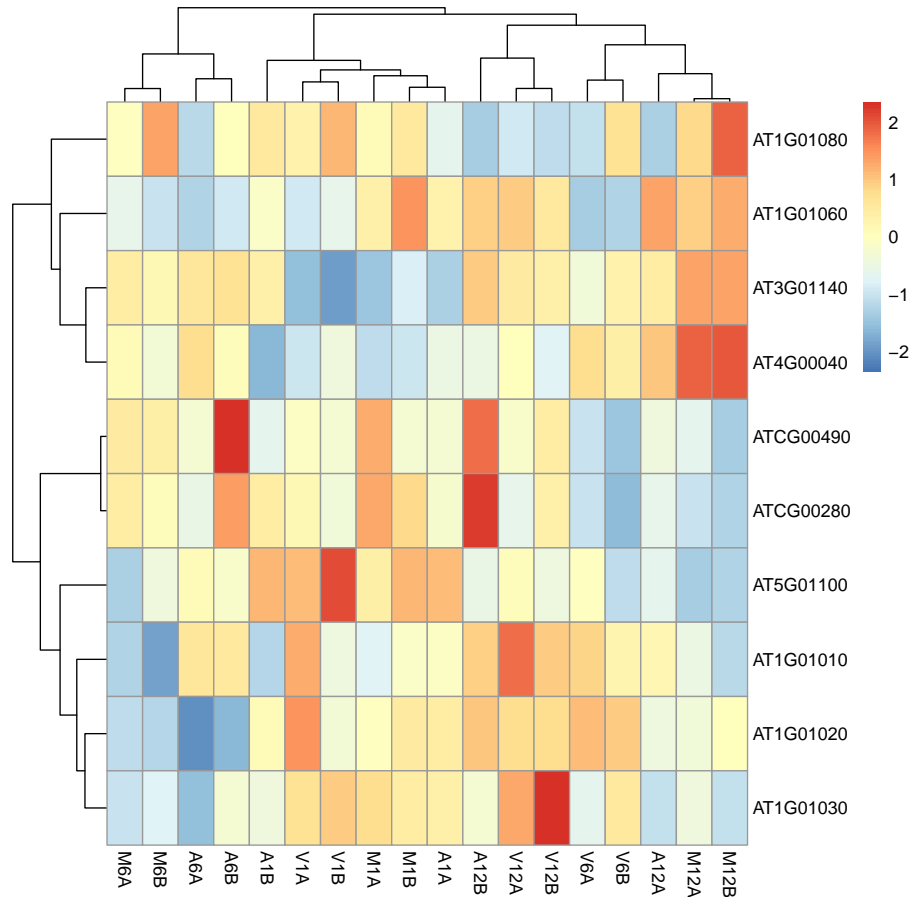 AT1G01080
AT1G01060
AT3G01140
AT4G00040
ATCG00490
ATCG00280
AT5G01100
AT1G01010
AT1G01020
AT1G01030
2
1
0
−1
−2
M6A
M6B
A6A
A6B
A1B
V1A
V1B
M1A
M1B
A1A
A12B
V12A
V12B
V6A
V6B
A12A
M12A
M12B